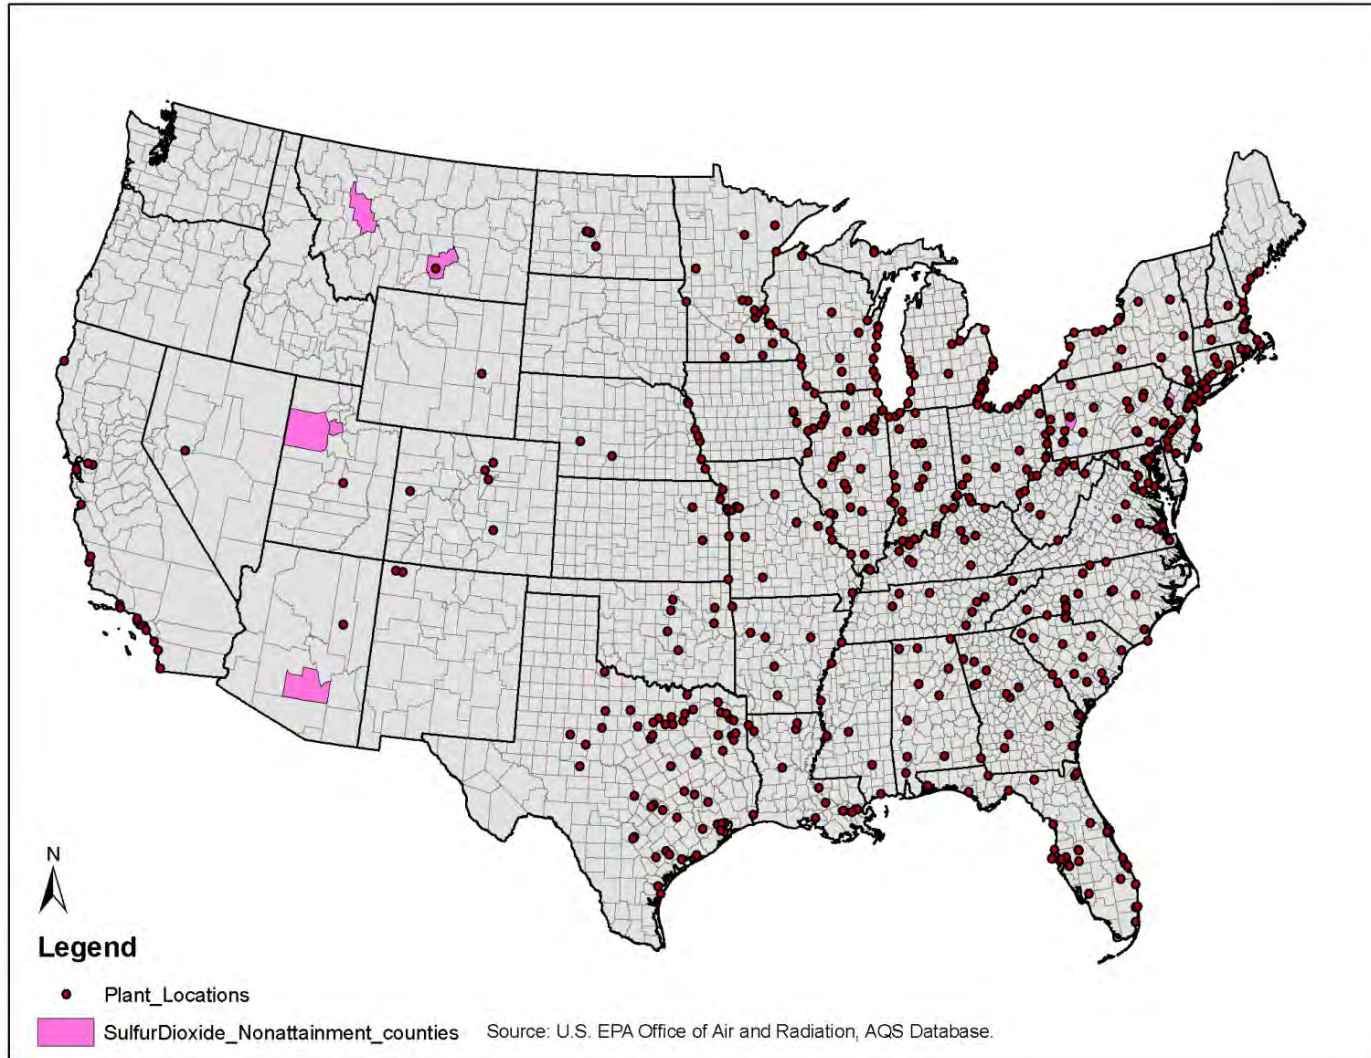 N
Legend
Plant_Locations
SulfurDioxide_Nonattainment_counties Source: U.S. EPA Office of Air and Radiation, AQS Database.